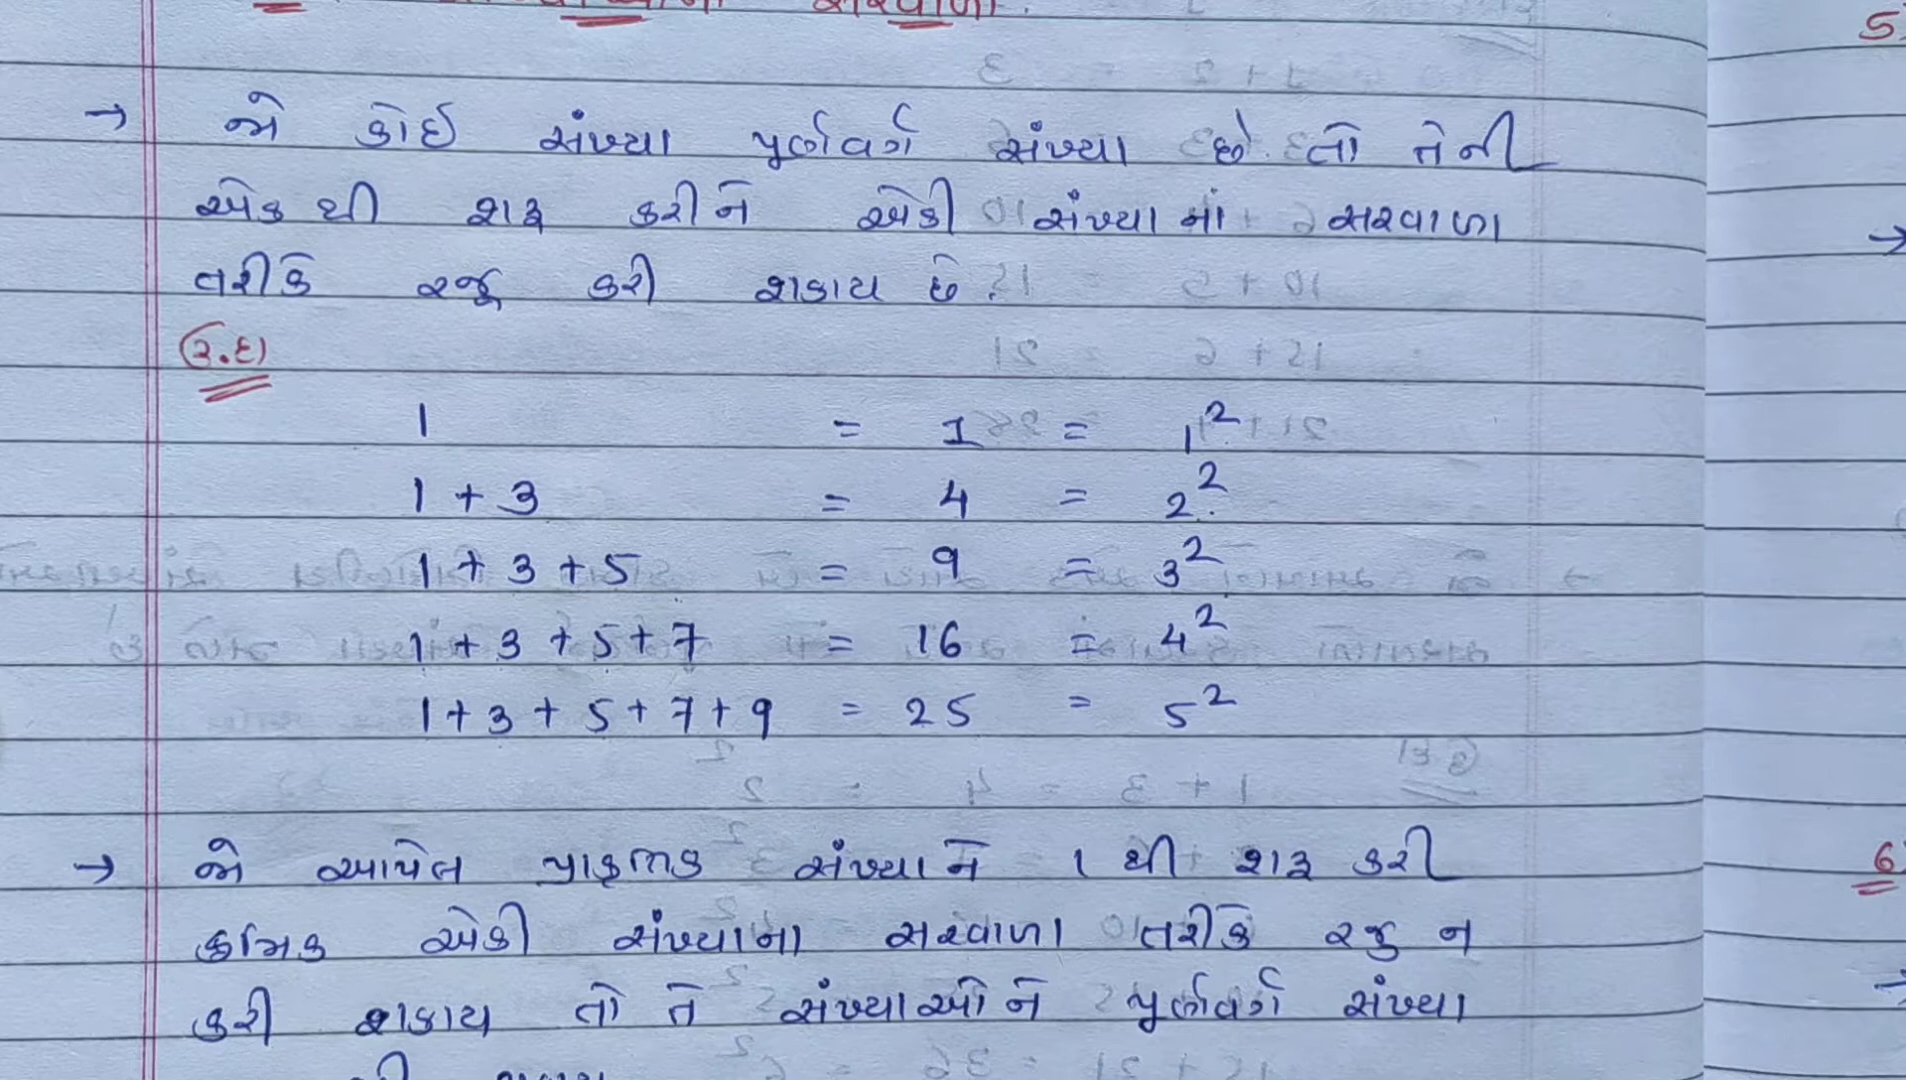 સરવાળા.
→ જો કોઈ સંખ્યા પૂર્ણવર્ગ સંખ્યા છે. તો તેની
એક થી શરૂ કરીને એકી સંખ્યા નાં સરવાળા
તરીકે રજૂ કરી શકાય છે.
ઉ.દા
1 = 1 = 1²
1 + 3 = 4 = 2²
1 + 3 + 5 = 9 = 3²
1 + 3 + 5 + 7 = 16 = 4²
1 + 3 + 5 + 7 + 9 = 25 = 5²
→ જો આપેલ પ્રાકૃતિક સંખ્યાને 1 થી શરૂ કરી
ક્રમિક એકી સંખ્યાના સરવાળા તરીકે રજુ ન
કરી શકાય તો તે સંખ્યાઓને પૂર્ણવર્ગ સંખ્યા
5
→
6
→